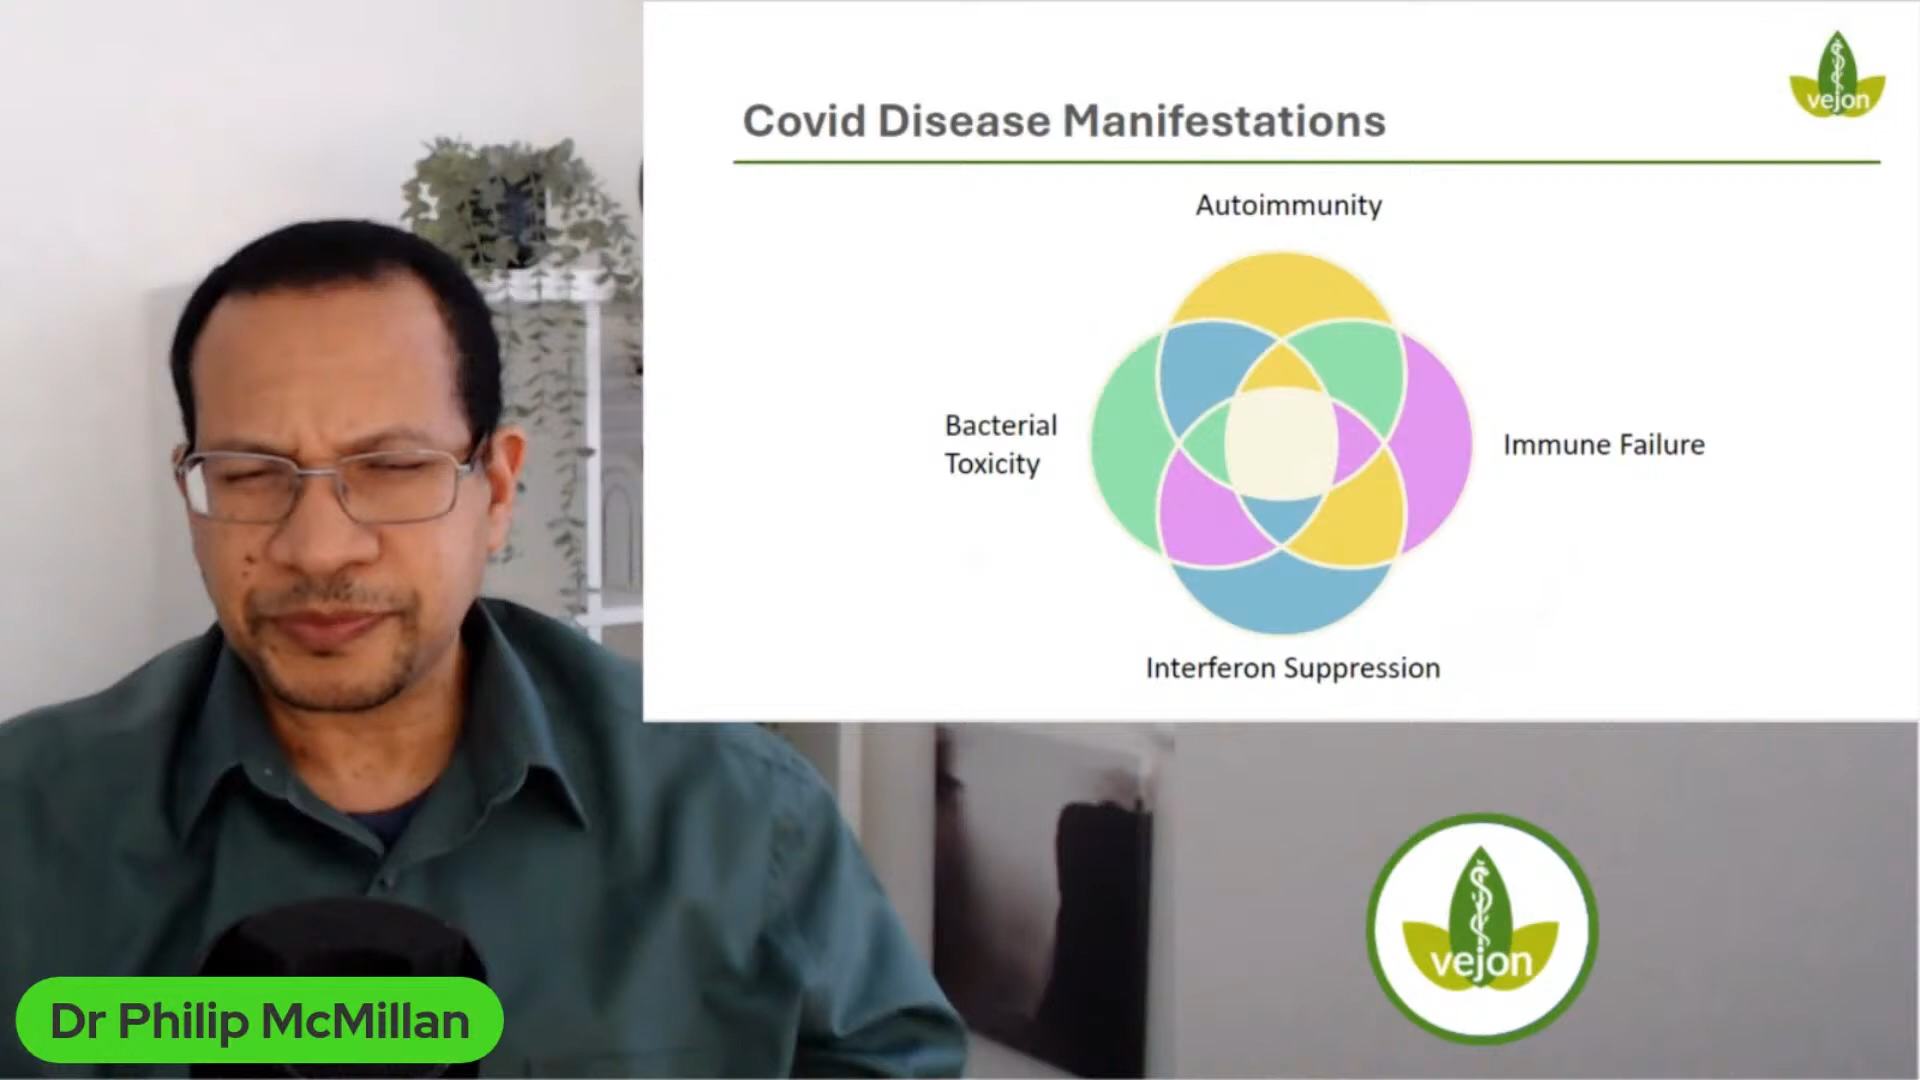 vejon
Covid Disease Manifestations
Autoimmunity
Bacterial
Toxicity
Immune Failure
Interferon Suppression
vejon
Dr Philip McMillan